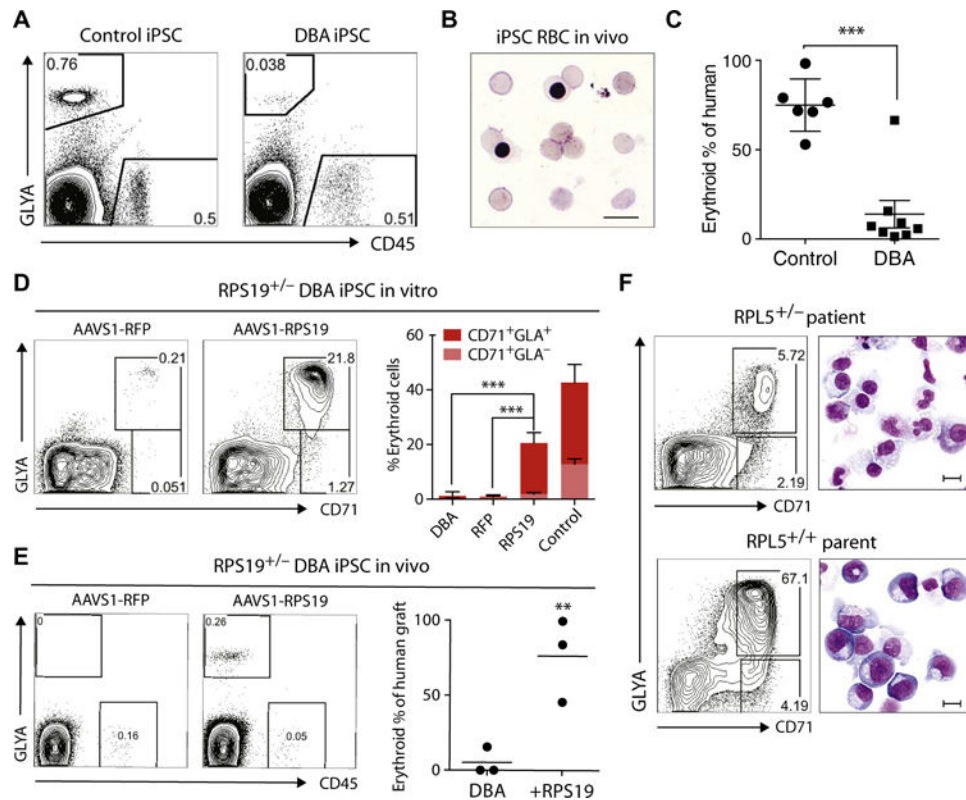 A
Control iPSC
DBA iPSC
0.76
0.038
0.5
0.51
GLYA
CD45
B
iPSC RBC in vivo
C
***
Erythroid % of human
100
50
0
Control
DBA
D
RPS19+/– DBA iPSC in vitro
AAVS1-RFP
AAVS1-RPS19
0.21
21.8
0.051
1.27
GLYA
CD71
CD71+GLA+
CD71+GLA–
***
***
% Erythroid cells
60
40
20
0
DBA
RFP
RPS19
Control
E
RPS19+/– DBA iPSC in vivo
AAVS1-RFP
AAVS1-RPS19
0
0.26
0.16
0.05
GLYA
CD45
Erythroid % of human graft
100
50
0
**
DBA
+RPS19
F
RPL5+/– patient
5.72
2.19
CD71
RPL5+/+ parent
67.1
4.19
GLYA
CD71